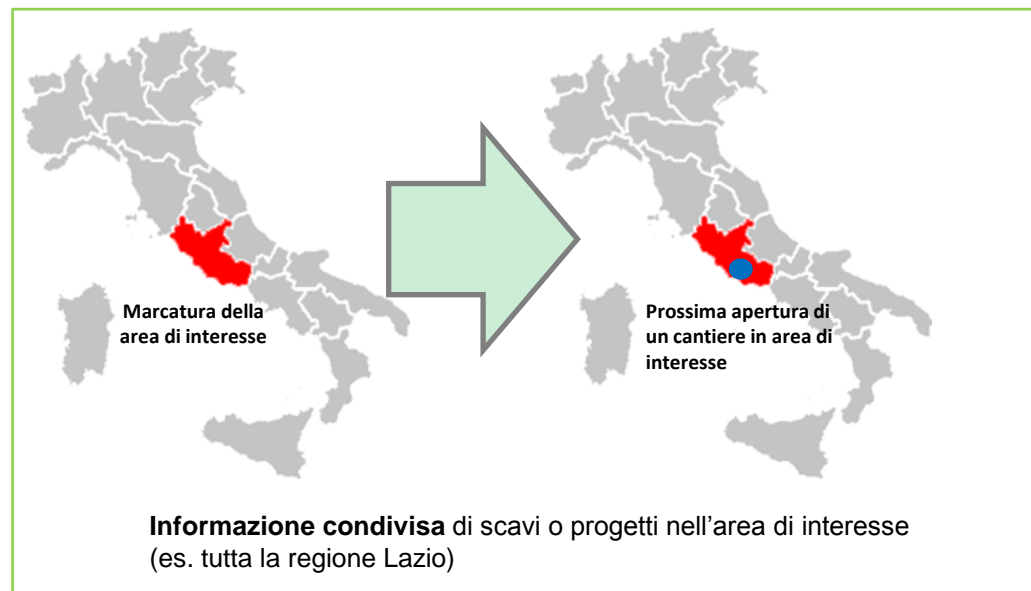 Marcatura della
area di interesse
Prossima apertura di
un cantiere in area di
interesse
Informazione condivisa di scavi o progetti nell’area di interesse
(es. tutta la regione Lazio)